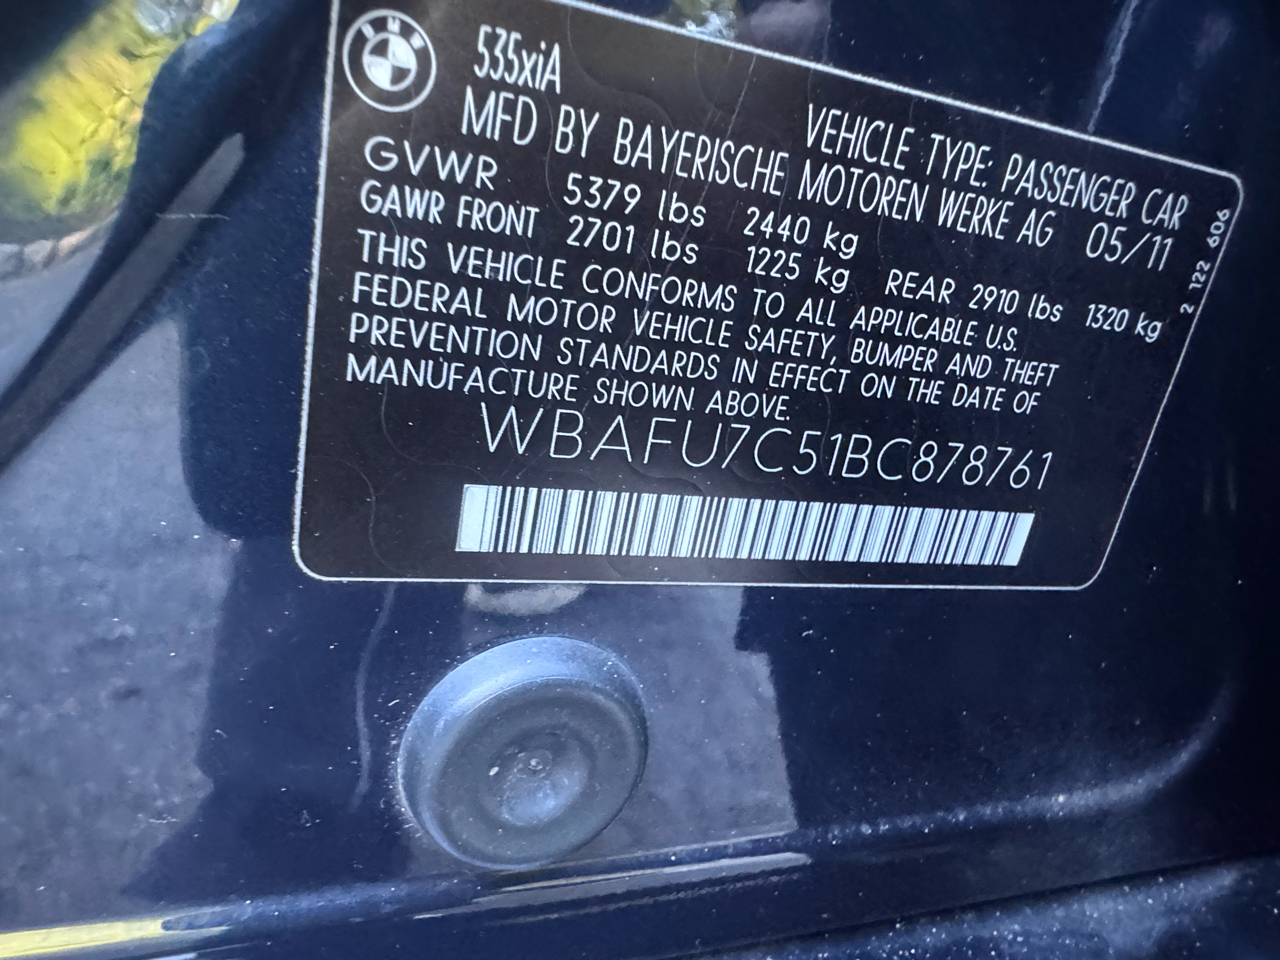 BMW
535xiA
VEHICLE TYPE: PASSENGER CAR
MFD BY BAYERISCHE MOTOREN WERKE AG 05/11
GVWR 5379 lbs 2440 kg
GAWR FRONT 2701 lbs 1225 kg REAR 2910 lbs 1320 kg
THIS VEHICLE CONFORMS TO ALL APPLICABLE U.S.
FEDERAL MOTOR VEHICLE SAFETY, BUMPER AND THEFT
PREVENTION STANDARDS IN EFFECT ON THE DATE OF
MANUFACTURE SHOWN ABOVE.
WBAFU7C51BC878761
2 122 606